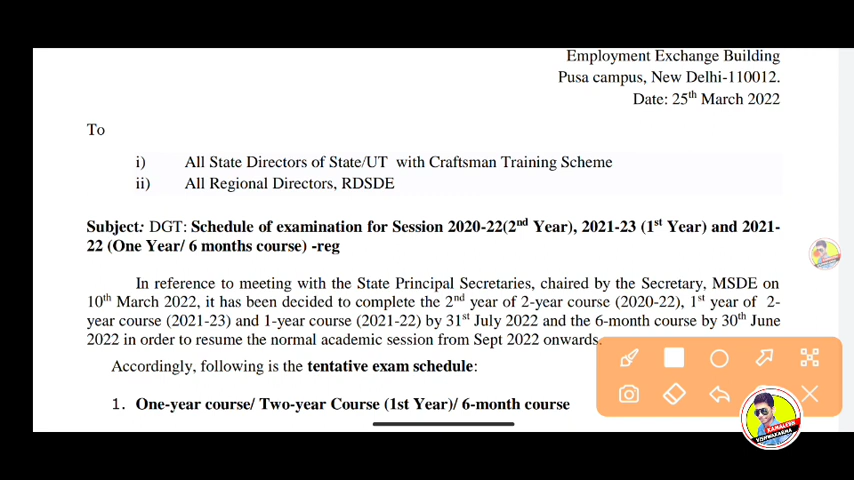 Employment Exchange Building
Pusa campus, New Delhi-110012.
Date: 25th March 2022
To
i) All State Directors of State/UT with Craftsman Training Scheme
ii) All Regional Directors, RDSDE
Subject: DGT: Schedule of examination for Session 2020-22(2nd Year), 2021-23 (1st Year) and 2021-
22 (One Year/ 6 months course) -reg
In reference to meeting with the State Principal Secretaries, chaired by the Secretary, MSDE on
10th March 2022, it has been decided to complete the 2nd year of 2-year course (2020-22), 1st year of 2-
year course (2021-23) and 1-year course (2021-22) by 31st July 2022 and the 6-month course by 30th June
2022 in order to resume the normal academic session from Sept 2022 onwards.
Accordingly, following is the tentative exam schedule:
1. One-year course/ Two-year Course (1st Year)/ 6-month course
KAMALESH
VISHWAKARMA